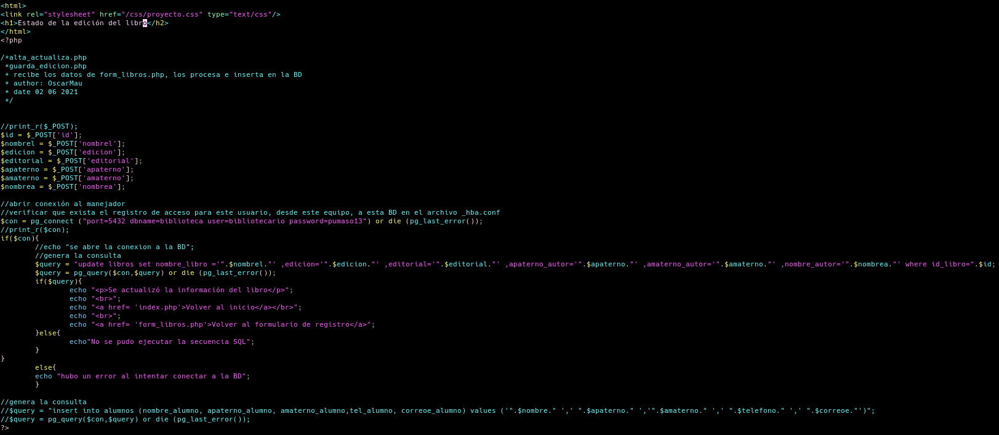 <html>
<link rel="stylesheet" href="/css/proyecto.css" type="text/css"/>
<h1>Estado de la edición del libro</h2>
</html>
<?php
/*alta_actualiza.php
 *guarda_edicion.php
 * recibe los datos de form_libros.php, los procesa e inserta en la BD
 * author: OscarMau
 * date 02 06 2021
 */
//print_r($_POST);
$id = $_POST['id'];
$nombrel = $_POST['nombrel'];
$edicion = $_POST['edicion'];
$editorial = $_POST['editorial'];
$apaterno = $_POST['apaterno'];
$amaterno = $_POST['amaterno'];
$nombrea = $_POST['nombrea'];
//abrir conexión al manejador
//verificar que exista el registro de acceso para este usuario, desde este equipo, a esta BD en el archivo _hba.conf
$con = pg_connect ("port=5432 dbname=biblioteca user=bibliotecario password=pumaso13") or die (pg_last_error());
//print_r($con);
if($con){
        //echo "se abre la conexion a la BD";
        //genera la consulta
        $query = "update libros set nombre_libro ='".$nombrel."' ,edicion='".$edicion."' ,editorial='".$editorial."' ,apaterno_autor='".$apaterno."' ,amaterno_autor='".$amaterno."' ,nombre_autor='".$nombrea."' where id_libro=".$id;
        $query = pg_query($con,$query) or die (pg_last_error());
        if($query){
                echo "<p>Se actualizó la información del libro</p>";
                echo "<br>";
                echo "<a href= 'index.php'>Volver al inicio</a></br>";
                echo "<br>";
                echo "<a href= 'form_libros.php'>Volver al formulario de registro</a>";
        }else{
                echo"No se pudo ejecutar la secuencia SQL";
        }
}
        else{
        echo "hubo un error al intentar conectar a la BD";
        }
//genera la consulta
//$query = "insert into alumnos (nombre_alumno, apaterno_alumno, amaterno_alumno,tel_alumno, correoe_alumno) values ('".$nombre." ',' ".$apaterno." ','".$amaterno." ',' ".$telefono." ',' ".$correoe."')";
//$query = pg_query($con,$query) or die (pg_last_error());
?>